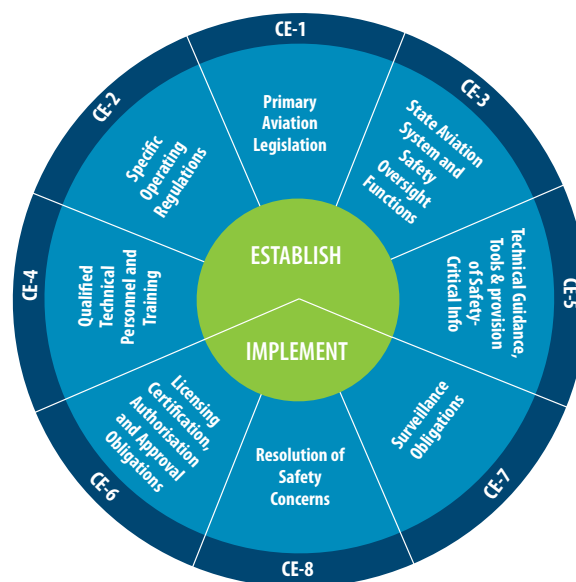 CE-1
Primary
Aviation
Legislation
CE-2
Specific
Operating
Regulations
CE-3
State Aviation
System and
Safety
Oversight
Functions
CE-4
Qualified
Technical
Personnel and
Training
CE-5
Technical Guidance,
Tools & provision
of Safety-
Critical Info
ESTABLISH
IMPLEMENT
CE-6
Licensing
Certification,
Authorisation
and Approval
Obligations
CE-7
Surveillance
Obligations
CE-8
Resolution of
Safety
Concerns